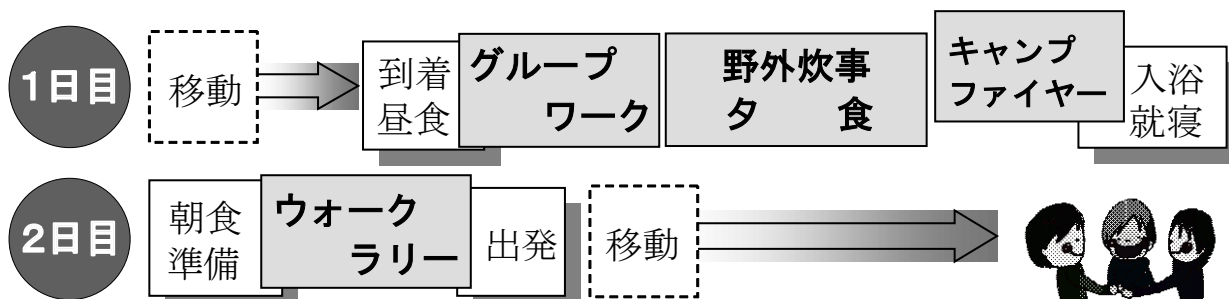 1日目
移動
到着
昼食
グループ
ワーク
野外炊事
夕　食
キャンプ
ファイヤー
入浴
就寝
2日目
朝食
準備
ウォーク
ラリー
出発
移動